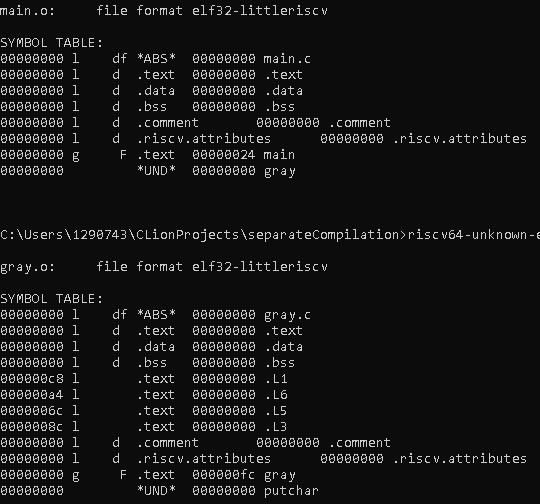 main.o:     file format elf32-littleriscv
SYMBOL TABLE:
00000000 l    df *ABS*  00000000 main.c
00000000 l    d  .text  00000000 .text
00000000 l    d  .data  00000000 .data
00000000 l    d  .bss   00000000 .bss
00000000 l    d  .comment       00000000 .comment
00000000 l    d  .riscv.attributes      00000000 .riscv.attributes
00000000 g     F .text  00000024 main
00000000         *UND*  00000000 gray
C:\Users\1290743\CLionProjects\separateCompilation>riscv64-unknown-e
gray.o:     file format elf32-littleriscv
SYMBOL TABLE:
00000000 l    df *ABS*  00000000 gray.c
00000000 l    d  .text  00000000 .text
00000000 l    d  .data  00000000 .data
00000000 l    d  .bss   00000000 .bss
000000c8 l       .text  00000000 .L1
000000a4 l       .text  00000000 .L6
0000006c l       .text  00000000 .L5
0000008c l       .text  00000000 .L3
00000000 l    d  .comment       00000000 .comment
00000000 l    d  .riscv.attributes      00000000 .riscv.attributes
00000000 g     F .text  000000fc gray
00000000         *UND*  00000000 putchar